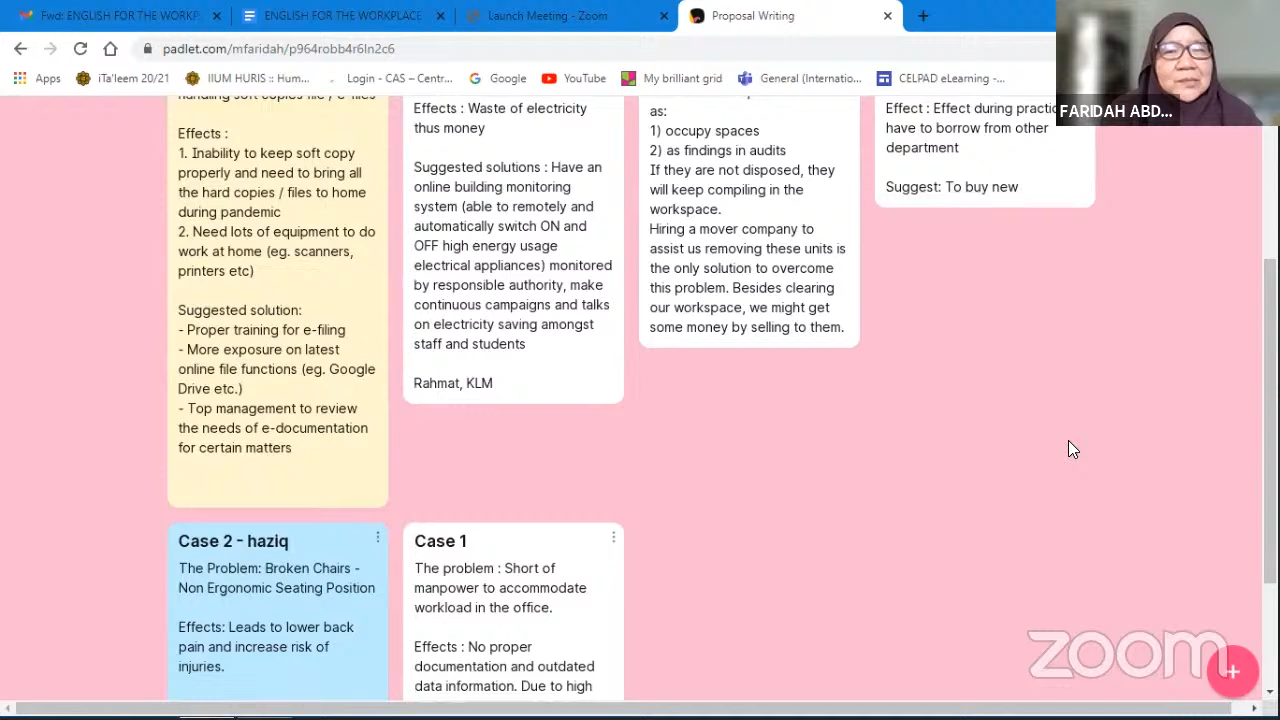 Fwd: ENGLISH FOR THE WORKP
ENGLISH FOR THE WORKPLACE
Launch Meeting - Zoom
Proposal Writing
padlet.com/mfaridah/p964robb4r6ln2c6
Apps
iTa'leem 20/21
IIUM HURIS :: Hum...
Login - CAS – Centr...
Google
YouTube
My brilliant grid
General (Internatio...
CELPAD eLearning -...
FARIDAH ABD...
handling soft copies file / e-files
Effects :
1. Inability to keep soft copy
properly and need to bring all
the hard copies / files to home
during pandemic
2. Need lots of equipment to do
work at home (eg. scanners,
printers etc)
Suggested solution:
- Proper training for e-filing
- More exposure on latest
online file functions (eg. Google
Drive etc.)
- Top management to review
the needs of e-documentation
for certain matters
Effects : Waste of electricity
thus money
Suggested solutions : Have an
online building monitoring
system (able to remotely and
automatically switch ON and
OFF high energy usage
electrical appliances) monitored
by responsible authority, make
continuous campaigns and talks
on electricity saving amongst
staff and students
Rahmat, KLM
as:
1) occupy spaces
2) as findings in audits
If they are not disposed, they
will keep compiling in the
workspace.
Hiring a mover company to
assist us removing these units is
the only solution to overcome
this problem. Besides clearing
our workspace, we might get
some money by selling to them.
Effect : Effect during practic
have to borrow from other
department
Suggest: To buy new
Case 2 - haziq
The Problem: Broken Chairs -
Non Ergonomic Seating Position
Effects: Leads to lower back
pain and increase risk of
injuries.
Case 1
The problem : Short of
manpower to accommodate
workload in the office.
Effects : No proper
documentation and outdated
data information. Due to high
zoom